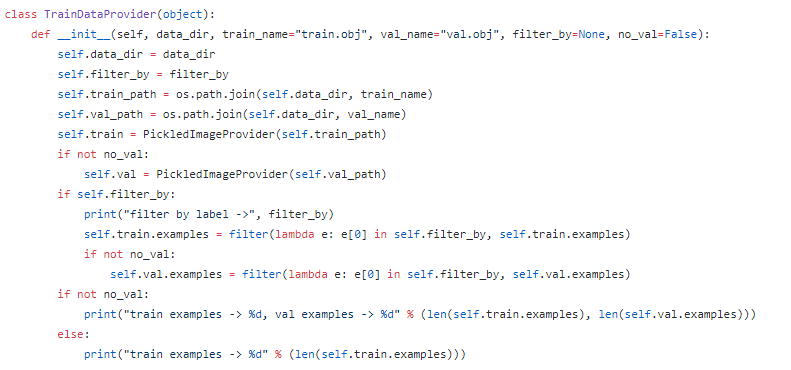 class TrainDataProvider(object):
    def __init__(self, data_dir, train_name="train.obj", val_name="val.obj", filter_by=None, no_val=False):
        self.data_dir = data_dir
        self.filter_by = filter_by
        self.train_path = os.path.join(self.data_dir, train_name)
        self.val_path = os.path.join(self.data_dir, val_name)
        self.train = PickledImageProvider(self.train_path)
        if not no_val:
            self.val = PickledImageProvider(self.val_path)
        if self.filter_by:
            print("filter by label ->", filter_by)
            self.train.examples = filter(lambda e: e[0] in self.filter_by, self.train.examples)
            if not no_val:
                self.val.examples = filter(lambda e: e[0] in self.filter_by, self.val.examples)
        if not no_val:
            print("train examples -> %d, val examples -> %d" % (len(self.train.examples), len(self.val.examples)))
        else:
            print("train examples -> %d" % (len(self.train.examples)))